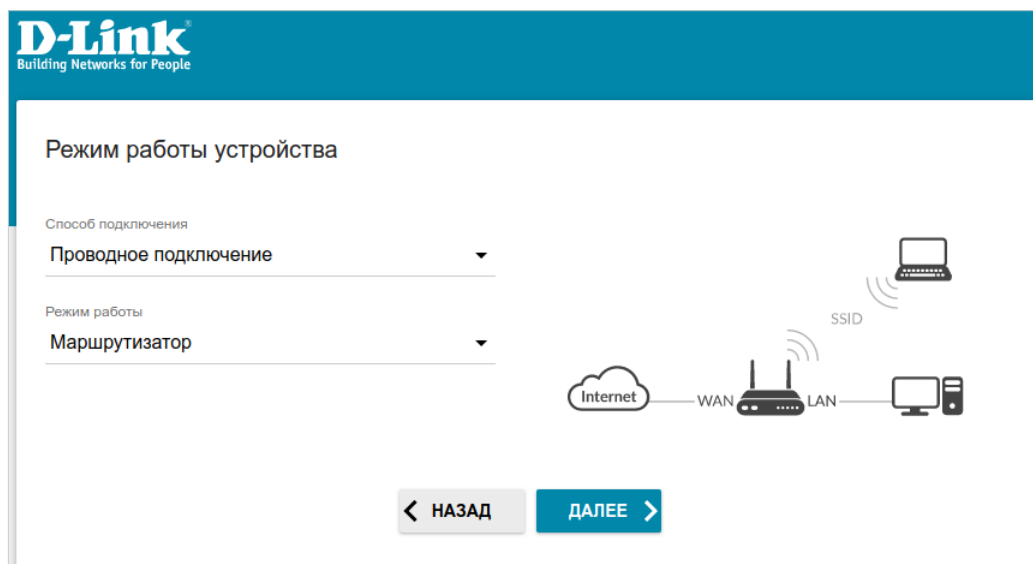 D-Link®
Building Networks for People
Режим работы устройства
Способ подключения
Проводное подключение
Режим работы
Маршрутизатор
SSID
Internet
WAN
LAN
НАЗАД
ДАЛЕЕ